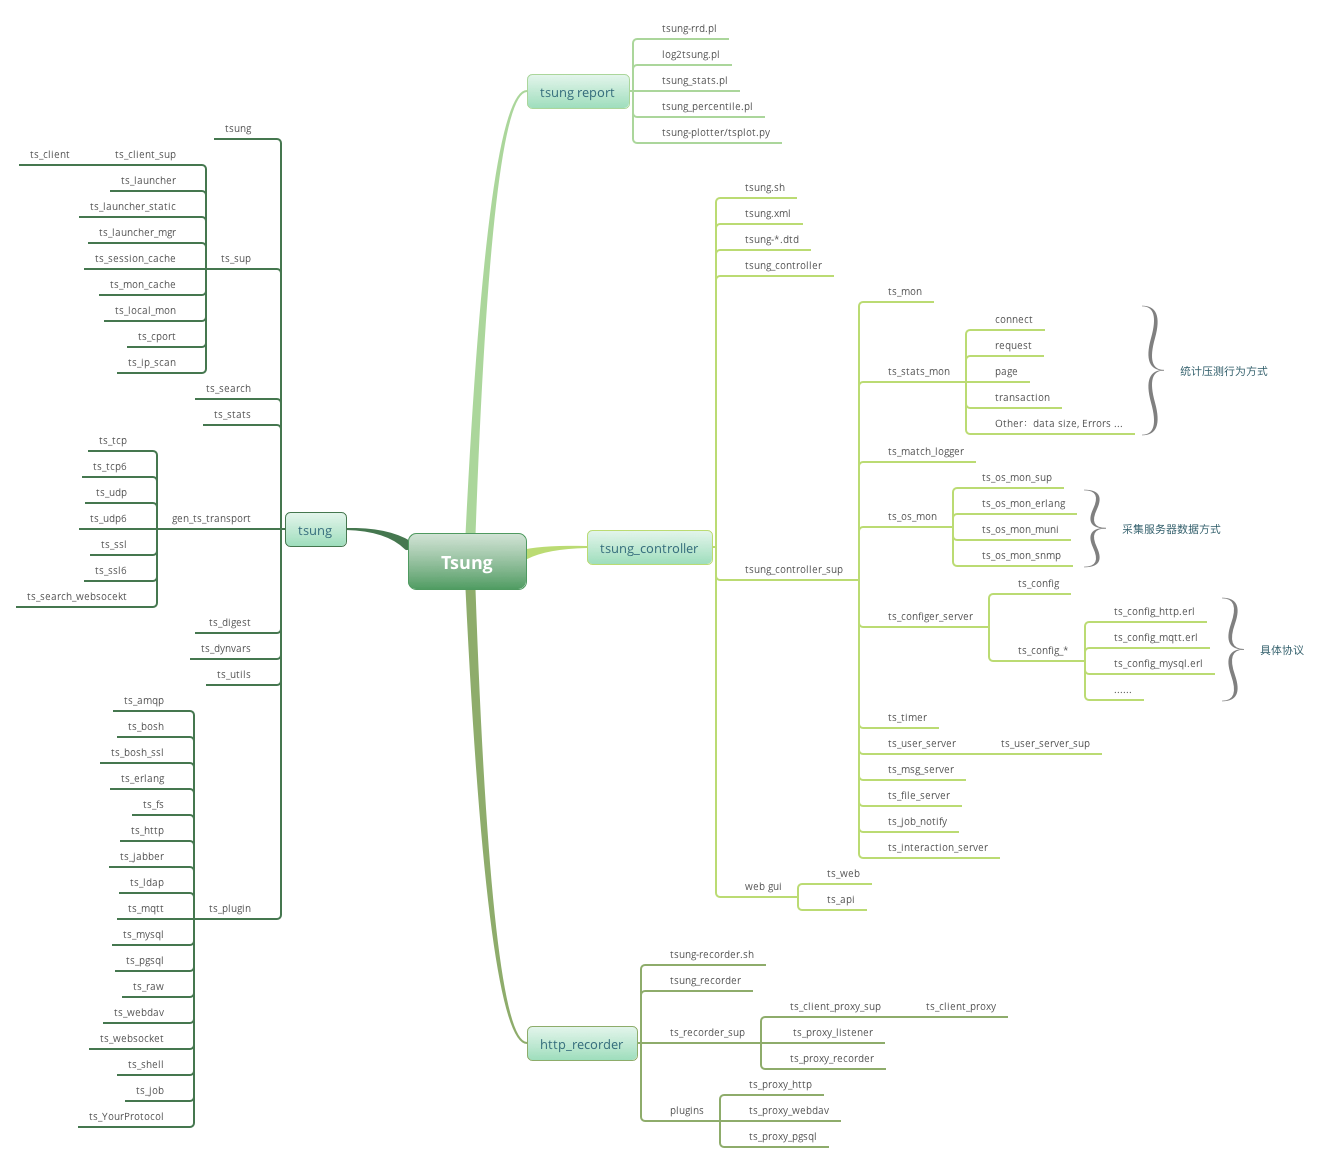 Tsung
tsung report
tsung-rrd.pl
log2tsung.pl
tsung_stats.pl
tsung_percentile.pl
tsung-plotter/tsplot.py
tsung_controller
tsung.sh
tsung.xml
tsung-*.dtd
tsung_controller
tsung_controller_sup
ts_mon
ts_stats_mon
connect
request
page
transaction
Other：data size, Errors ...
统计压测行为方式
ts_match_logger
ts_os_mon
ts_os_mon_sup
ts_os_mon_erlang
ts_os_mon_muni
ts_os_mon_snmp
采集服务器数据方式
ts_configer_server
ts_config
ts_config_*
ts_config_http.erl
ts_config_mqtt.erl
ts_config_mysql.erl
......
具体协议
ts_timer
ts_user_server
ts_user_server_sup
ts_msg_server
ts_file_server
ts_job_notify
ts_interaction_server
web gui
ts_web
ts_api
http_recorder
tsung-recorder.sh
tsung_recorder
ts_recorder_sup
ts_client_proxy_sup
ts_client_proxy
ts_proxy_listener
ts_proxy_recorder
plugins
ts_proxy_http
ts_proxy_webdav
ts_proxy_pgsql
tsung
tsung
ts_sup
ts_client_sup
ts_client
ts_launcher
ts_launcher_static
ts_launcher_mgr
ts_session_cache
ts_mon_cache
ts_local_mon
ts_cport
ts_ip_scan
ts_search
ts_stats
gen_ts_transport
ts_tcp
ts_tcp6
ts_udp
ts_udp6
ts_ssl
ts_ssl6
ts_search_websocekt
ts_digest
ts_dynvars
ts_utils
ts_plugin
ts_amqp
ts_bosh
ts_bosh_ssl
ts_erlang
ts_fs
ts_http
ts_jabber
ts_ldap
ts_mqtt
ts_mysql
ts_pgsql
ts_raw
ts_webdav
ts_websocket
ts_shell
ts_job
ts_YourProtocol